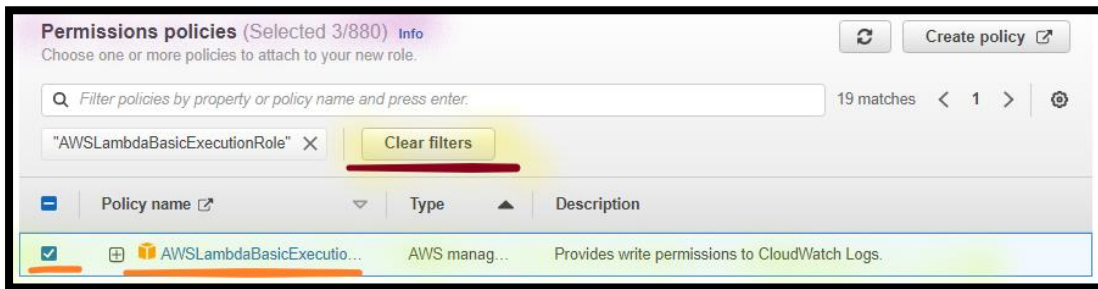 Permissions policies (Selected 3/880) Info
Choose one or more policies to attach to your new role.
Create policy
Filter policies by property or policy name and press enter.
19 matches < 1 >
"AWSLambdaBasicExecutionRole" X Clear filters
Policy name Type Description
AWSLambdaBasicExecutio... AWS manag... Provides write permissions to CloudWatch Logs.